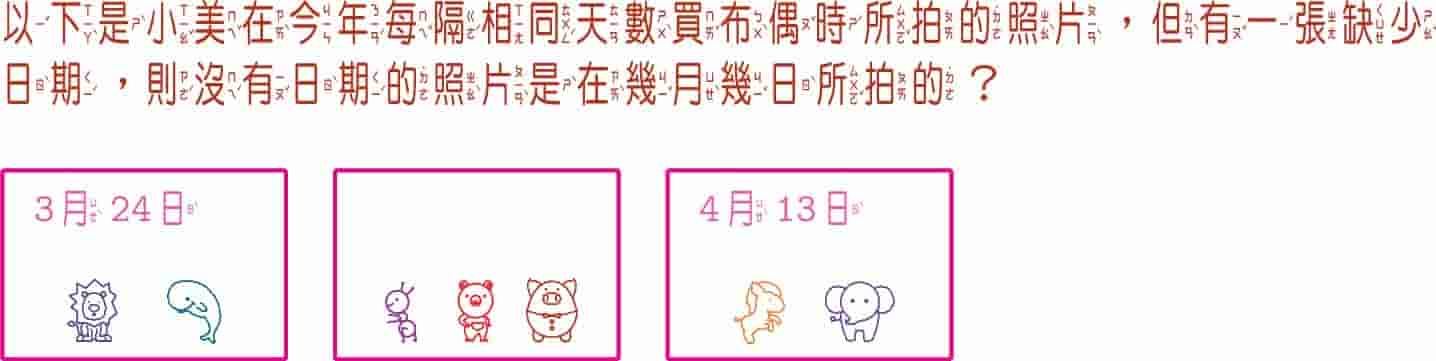 以下是小美在今年每隔相同天數買布偶時所拍的照片，但有一張缺少
日期，則沒有日期的照片是在幾月幾日所拍的？
3月24日
4月13日